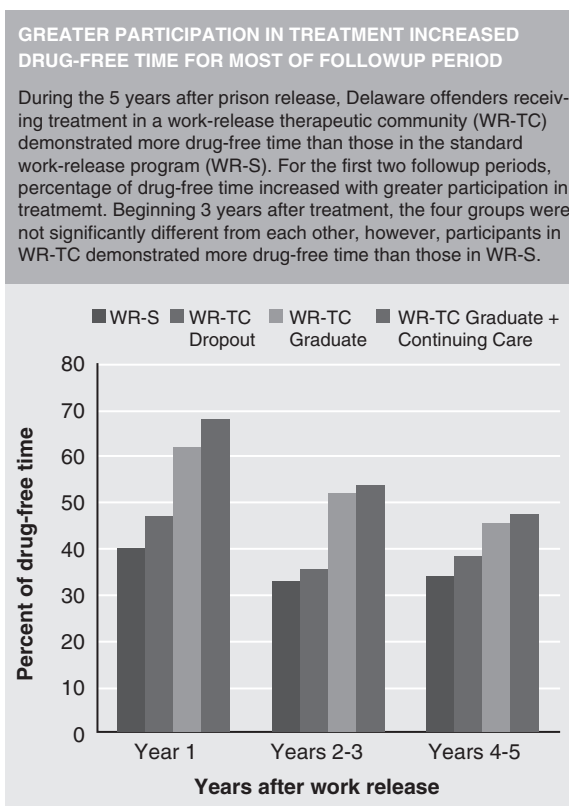 GREATER PARTICIPATION IN TREATMENT INCREASED
DRUG-FREE TIME FOR MOST OF FOLLOWUP PERIOD
During the 5 years after prison release, Delaware offenders receiv-
ing treatment in a work-release therapeutic community (WR-TC)
demonstrated more drug-free time than those in the standard
work-release program (WR-S). For the first two followup periods,
percentage of drug-free time increased with greater participation in
treatmemt. Beginning 3 years after treatment, the four groups were
not significantly different from each other, however, participants in
WR-TC demonstrated more drug-free time than those in WR-S.
WR-S WR-TC Dropout WR-TC Graduate WR-TC Graduate + Continuing Care
80
70
60
50
40
30
20
10
0
Percent of drug-free time
Year 1 Years 2-3 Years 4-5
Years after work release